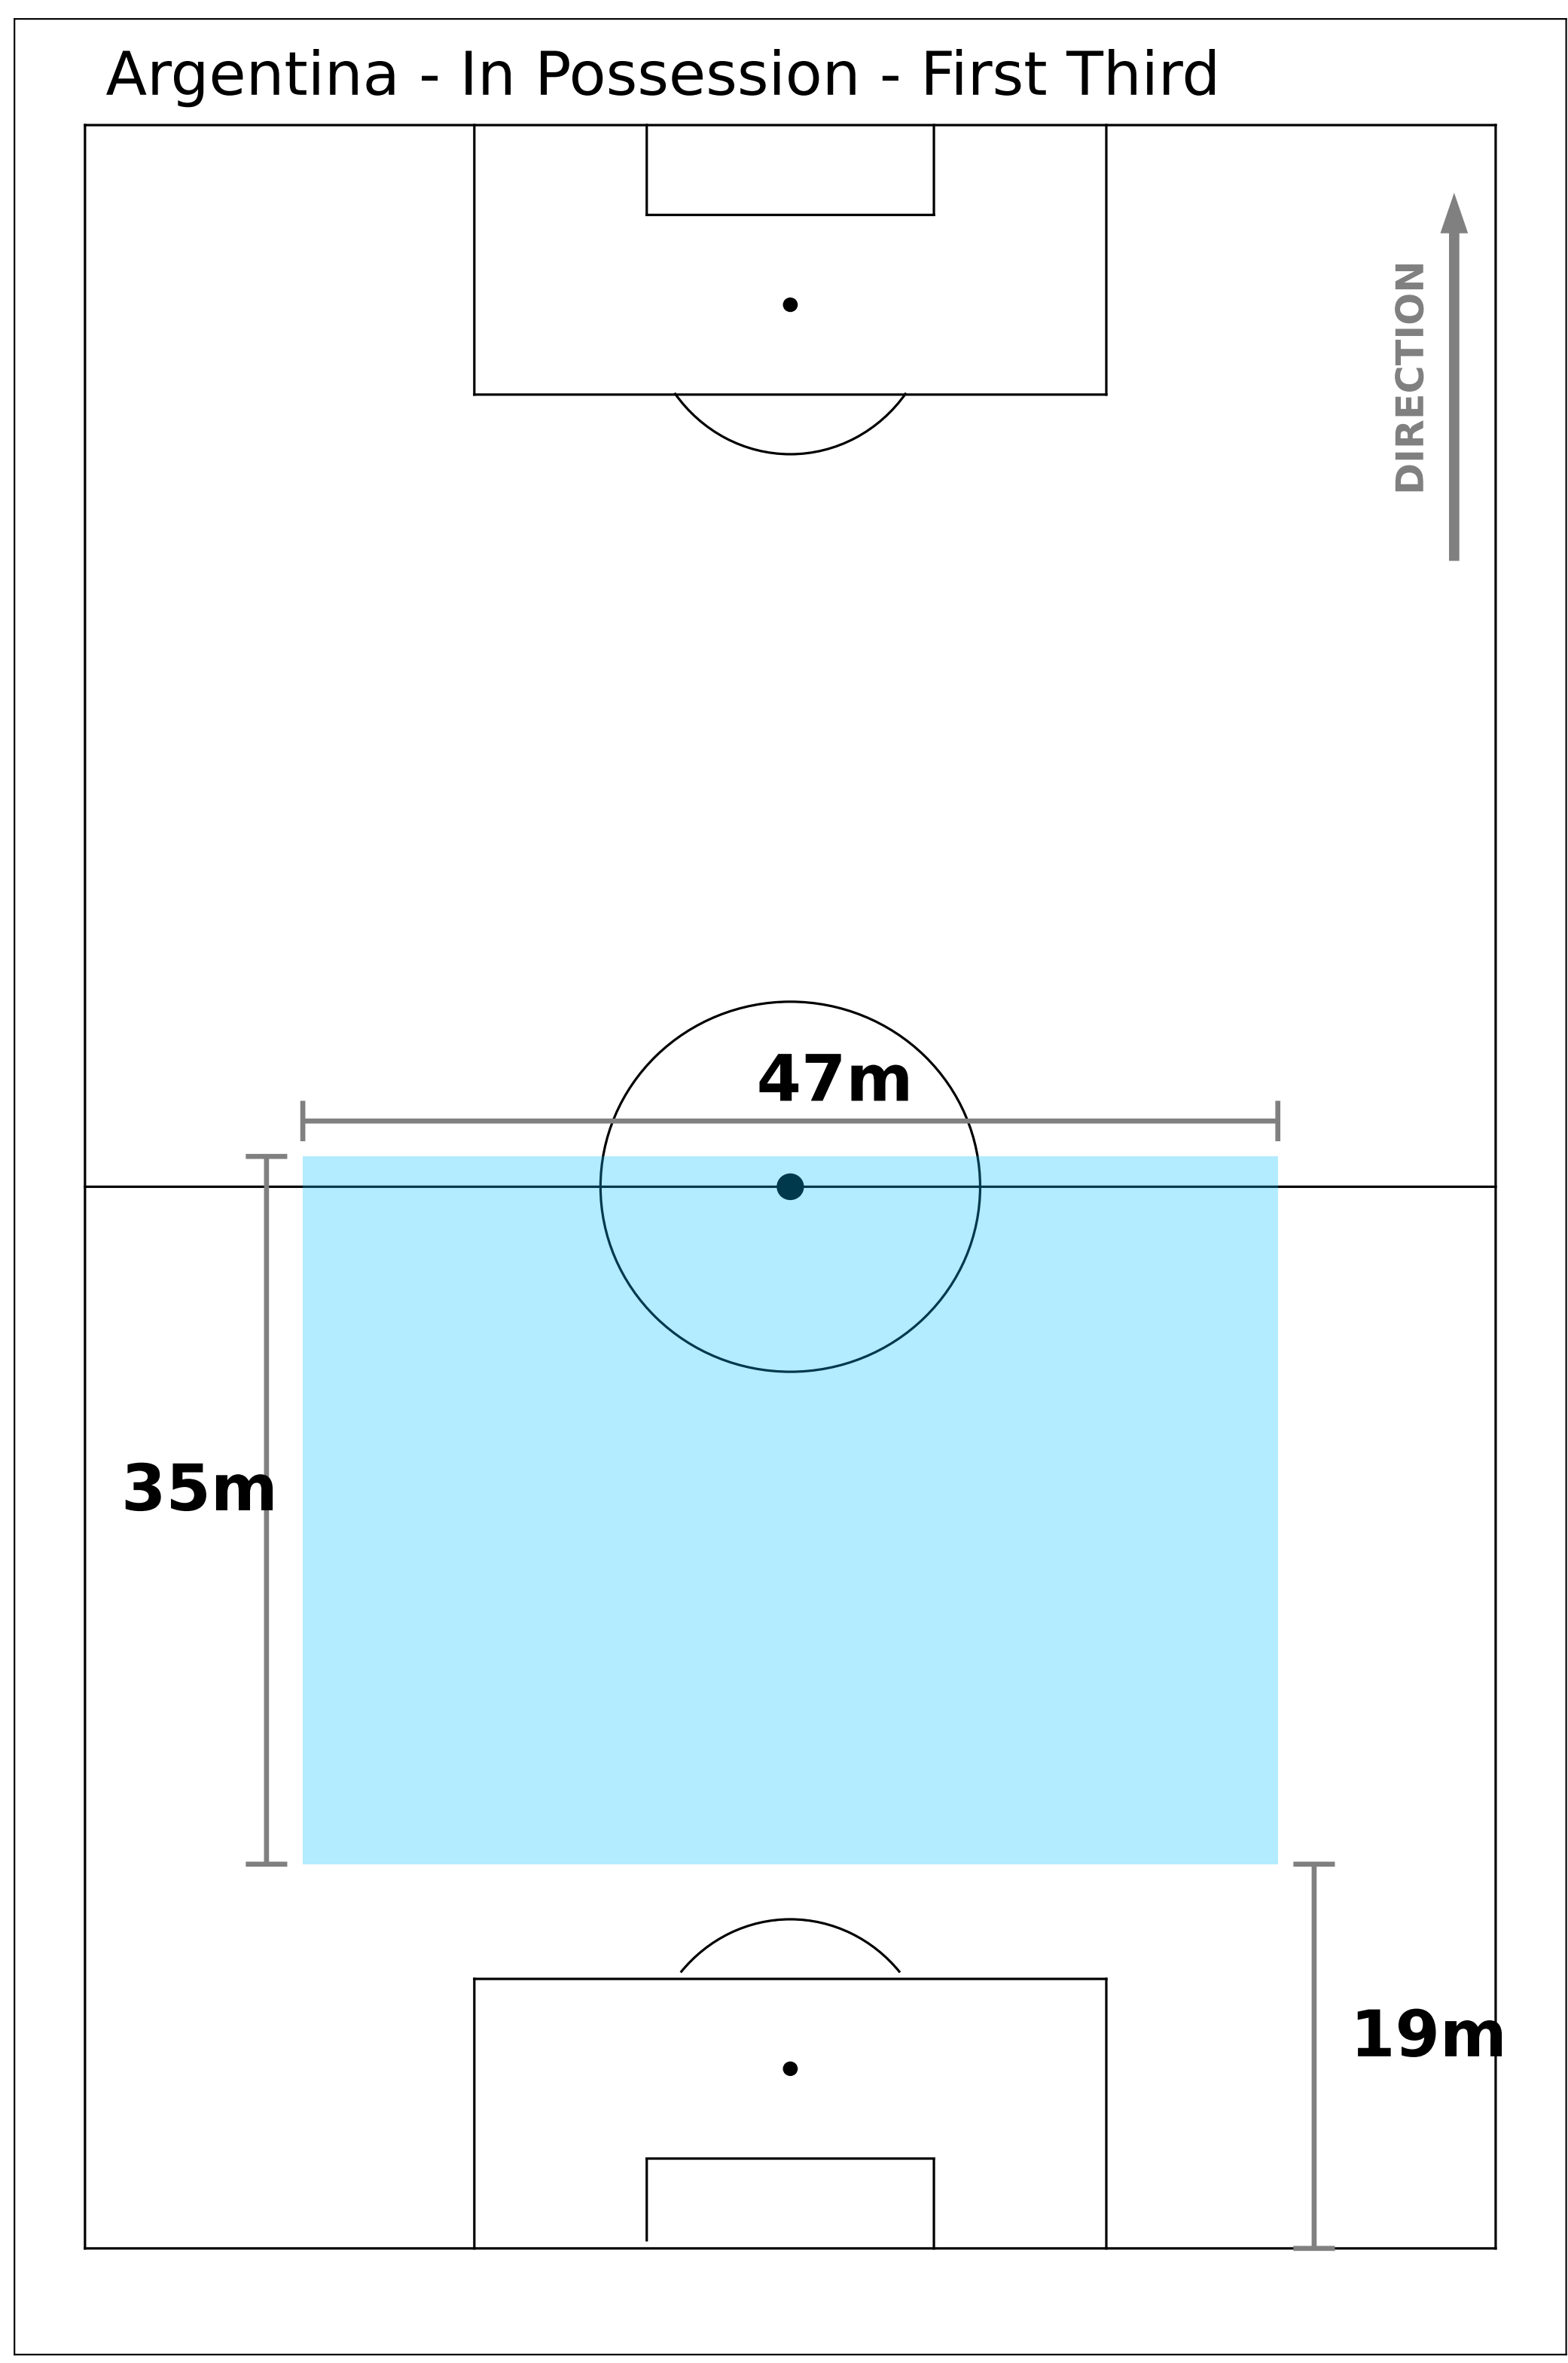 Argentina - In Possession - First Third
DIRECTION
47m
35m
19m